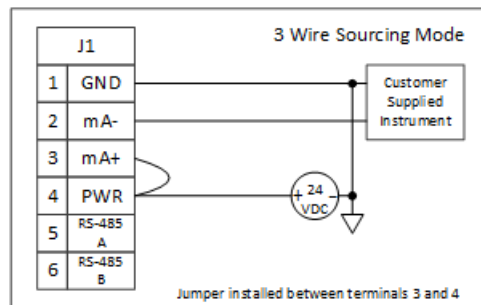 3 Wire Sourcing Mode
J1
1 GND
2 mA-
3 mA+
4 PWR
5 RS-485
A
6 RS-485
B
Customer
Supplied
Instrument
+ 24 -
VDC
Jumper installed between terminals 3 and 4